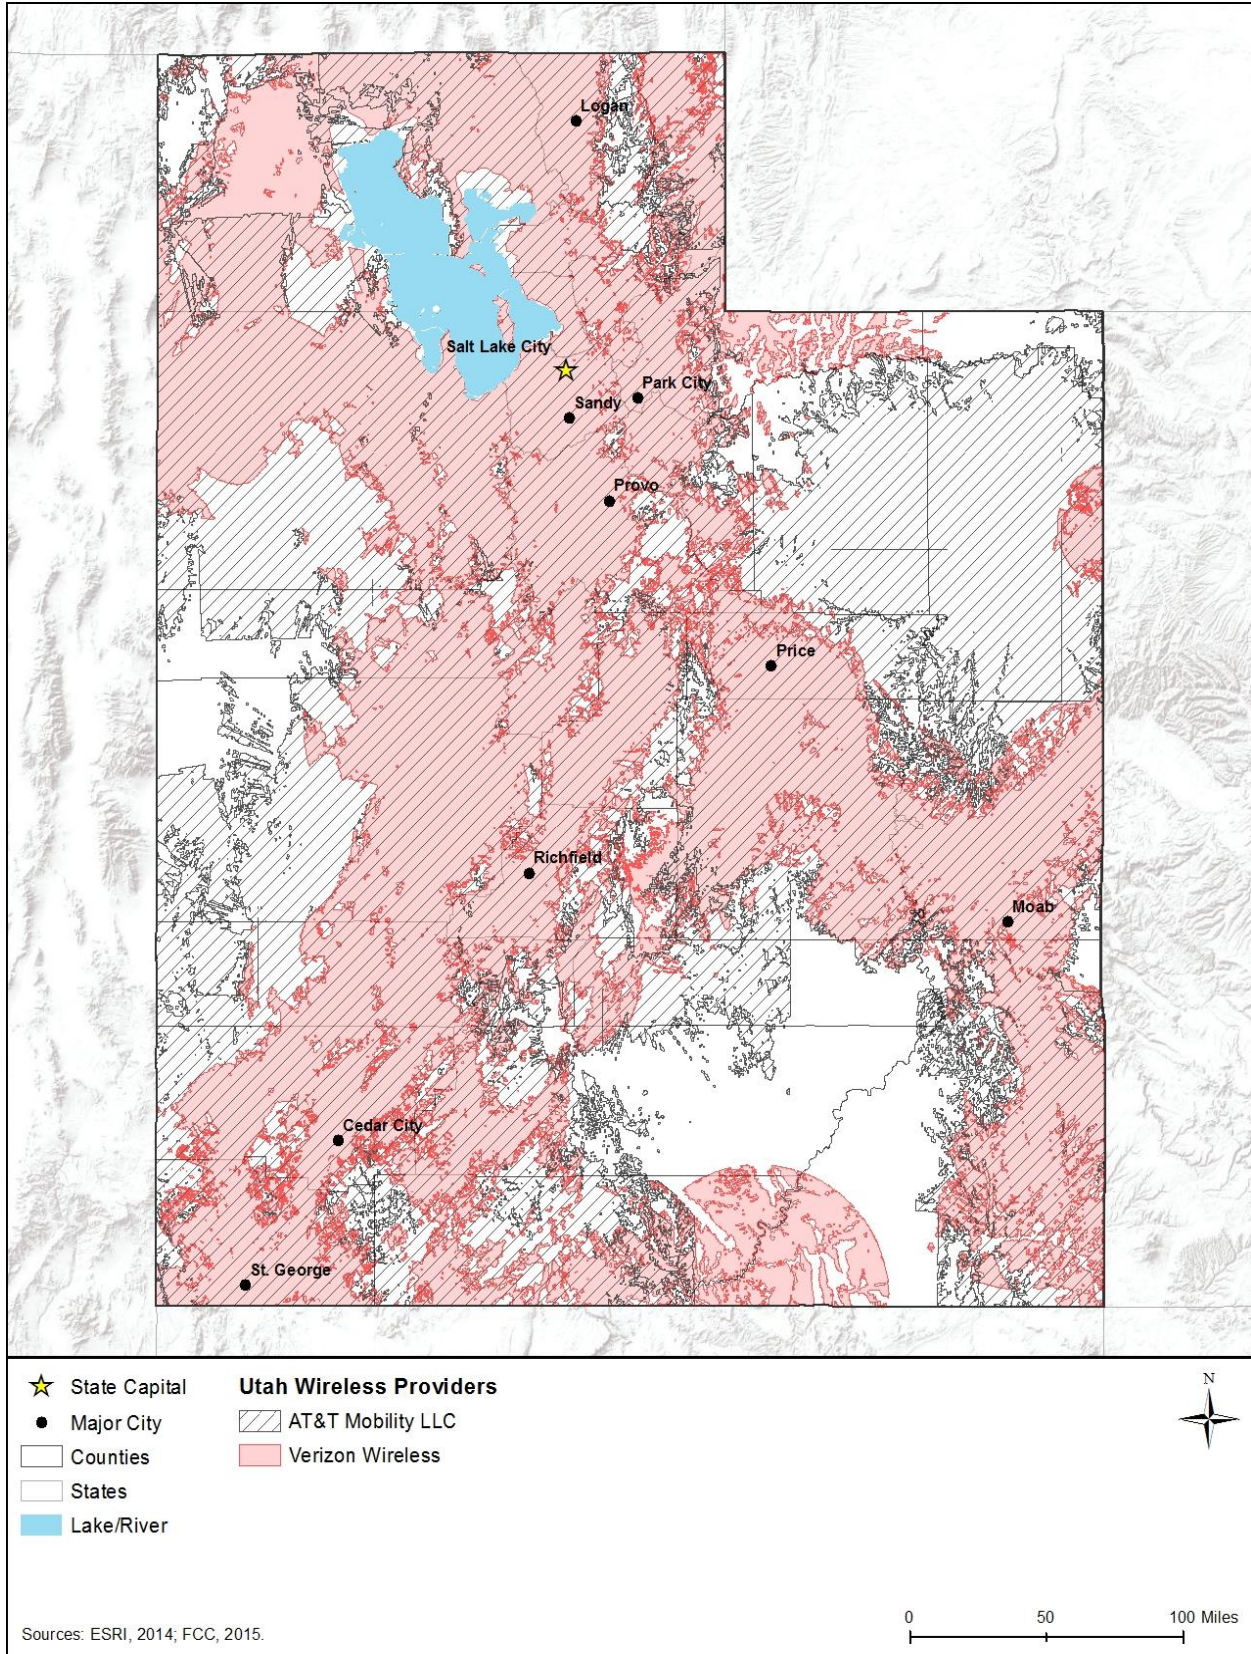 Logan
Salt Lake City
Park City
Sandy
Provo
Price
Richfield
Moab
Cedar City
St. George
State Capital
Major City
Counties
States
Lake/River
Utah Wireless Providers
AT&T Mobility LLC
Verizon Wireless
N
0 50 100 Miles
Sources: ESRI, 2014; FCC, 2015.